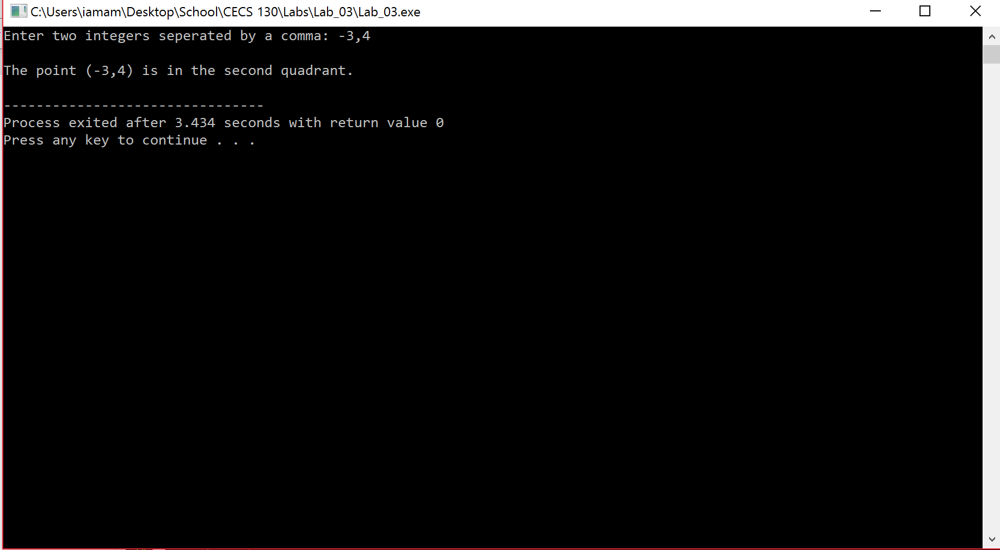 C:\Users\iamam\Desktop\School\CECS 130\Labs\Lab_03\Lab_03.exe
Enter two integers seperated by a comma: -3,4
The point (-3,4) is in the second quadrant.
--------------------------------
Process exited after 3.434 seconds with return value 0
Press any key to continue . . .